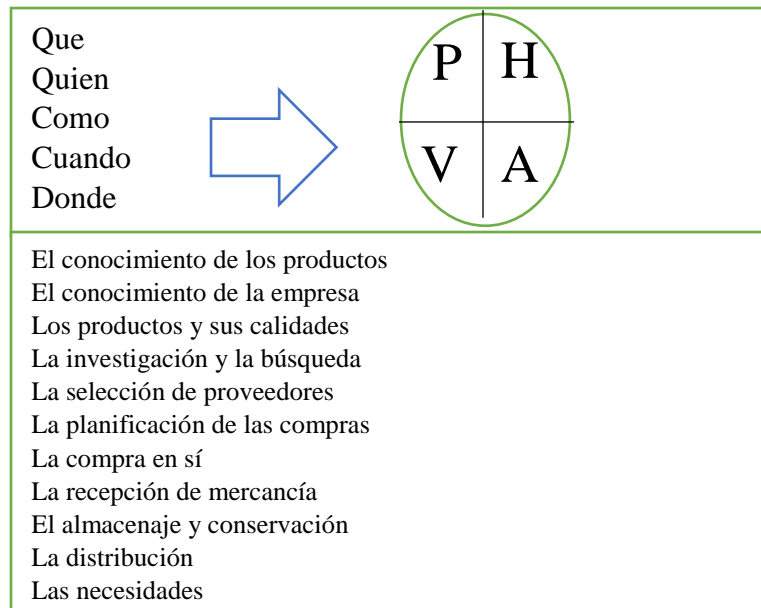 Que
Quien
Como
Cuando
Donde
P H
V A
El conocimiento de los productos
El conocimiento de la empresa
Los productos y sus calidades
La investigación y la búsqueda
La selección de proveedores
La planificación de las compras
La compra en sí
La recepción de mercancía
El almacenaje y conservación
La distribución
Las necesidades